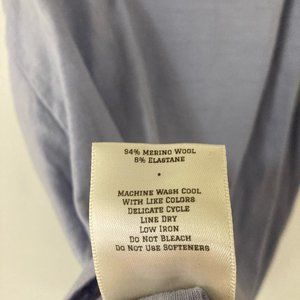 94% Merino Wool
6% Elastane
Machine Wash Cool
With Like Colors
Delicate Cycle
Line Dry
Low Iron
Do Not Bleach
Do Not Use Softeners